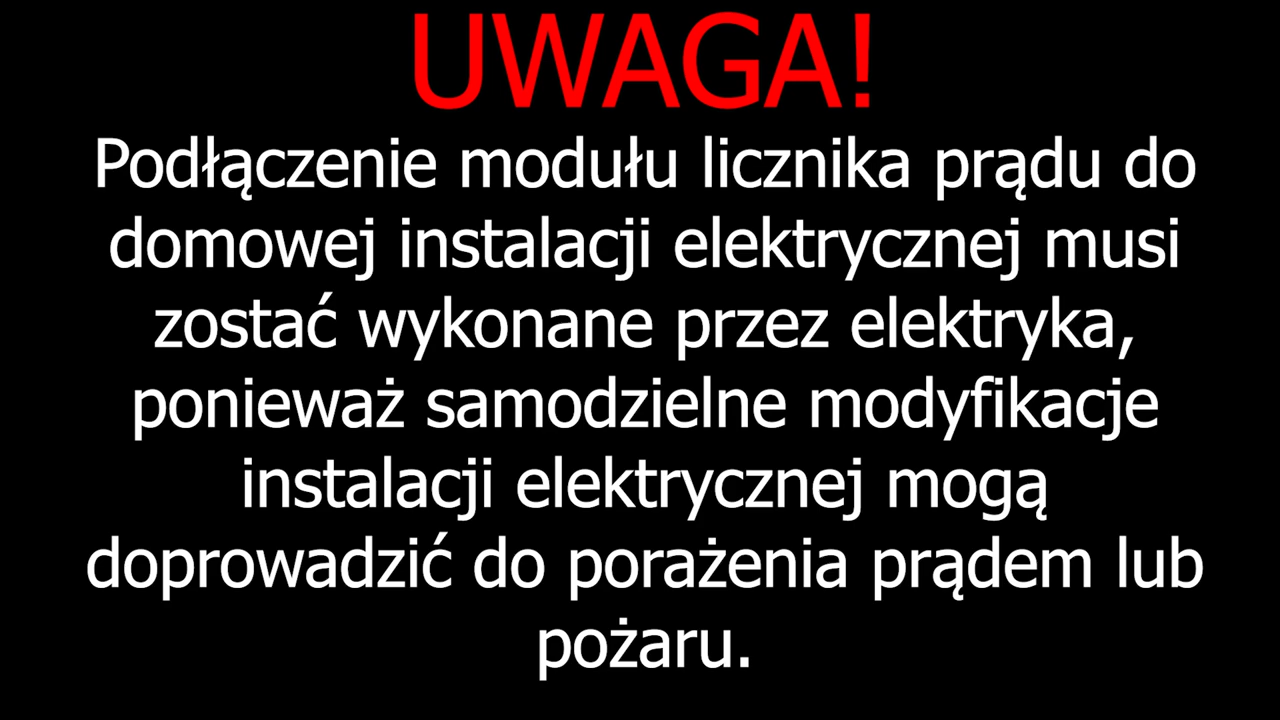 UWAGA!
Podłączenie modułu licznika prądu do
domowej instalacji elektrycznej musi
zostać wykonane przez elektryka,
ponieważ samodzielne modyfikacje
instalacji elektrycznej mogą
doprowadzić do porażenia prądem lub
pożaru.